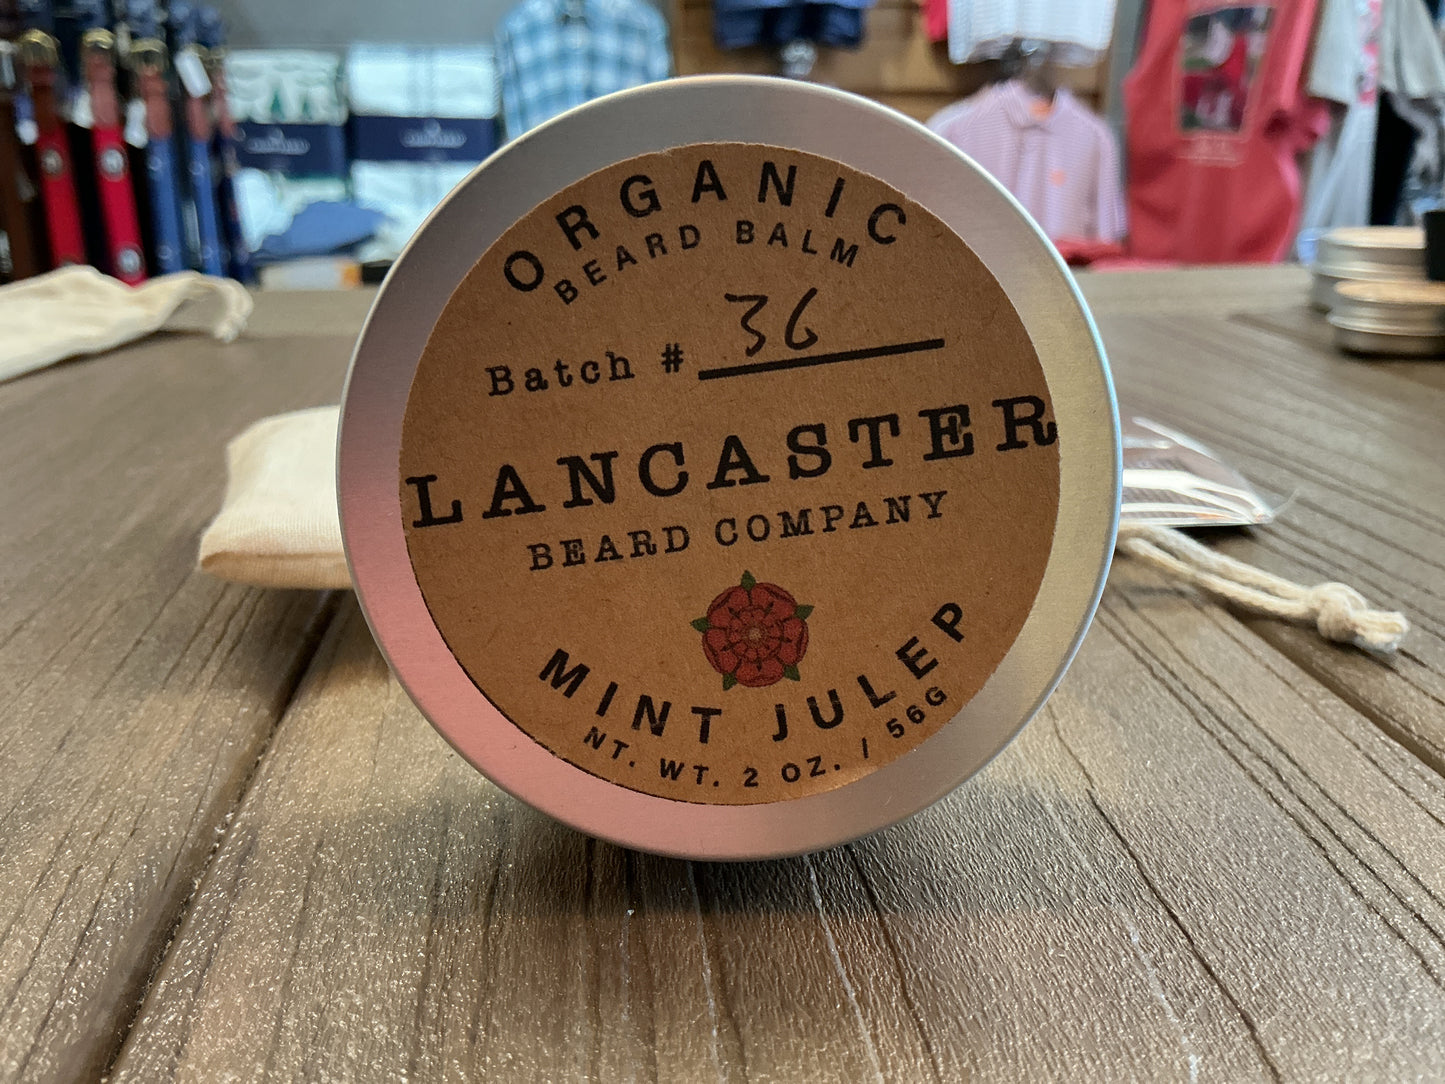 ORGANIC
BEARD BALM
Batch # 36
LANCASTER
BEARD COMPANY
MINT JULEP
NT. WT. 2 OZ. / 56G